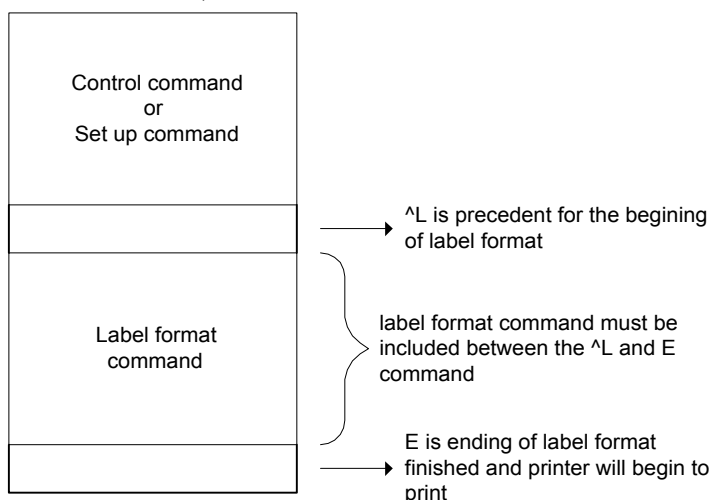 Control command
or
Set up command
^L is precedent for the begining
of label format
Label format
command
label format command must be
included between the ^L and E
command
E is ending of label format
finished and printer will begin to
print